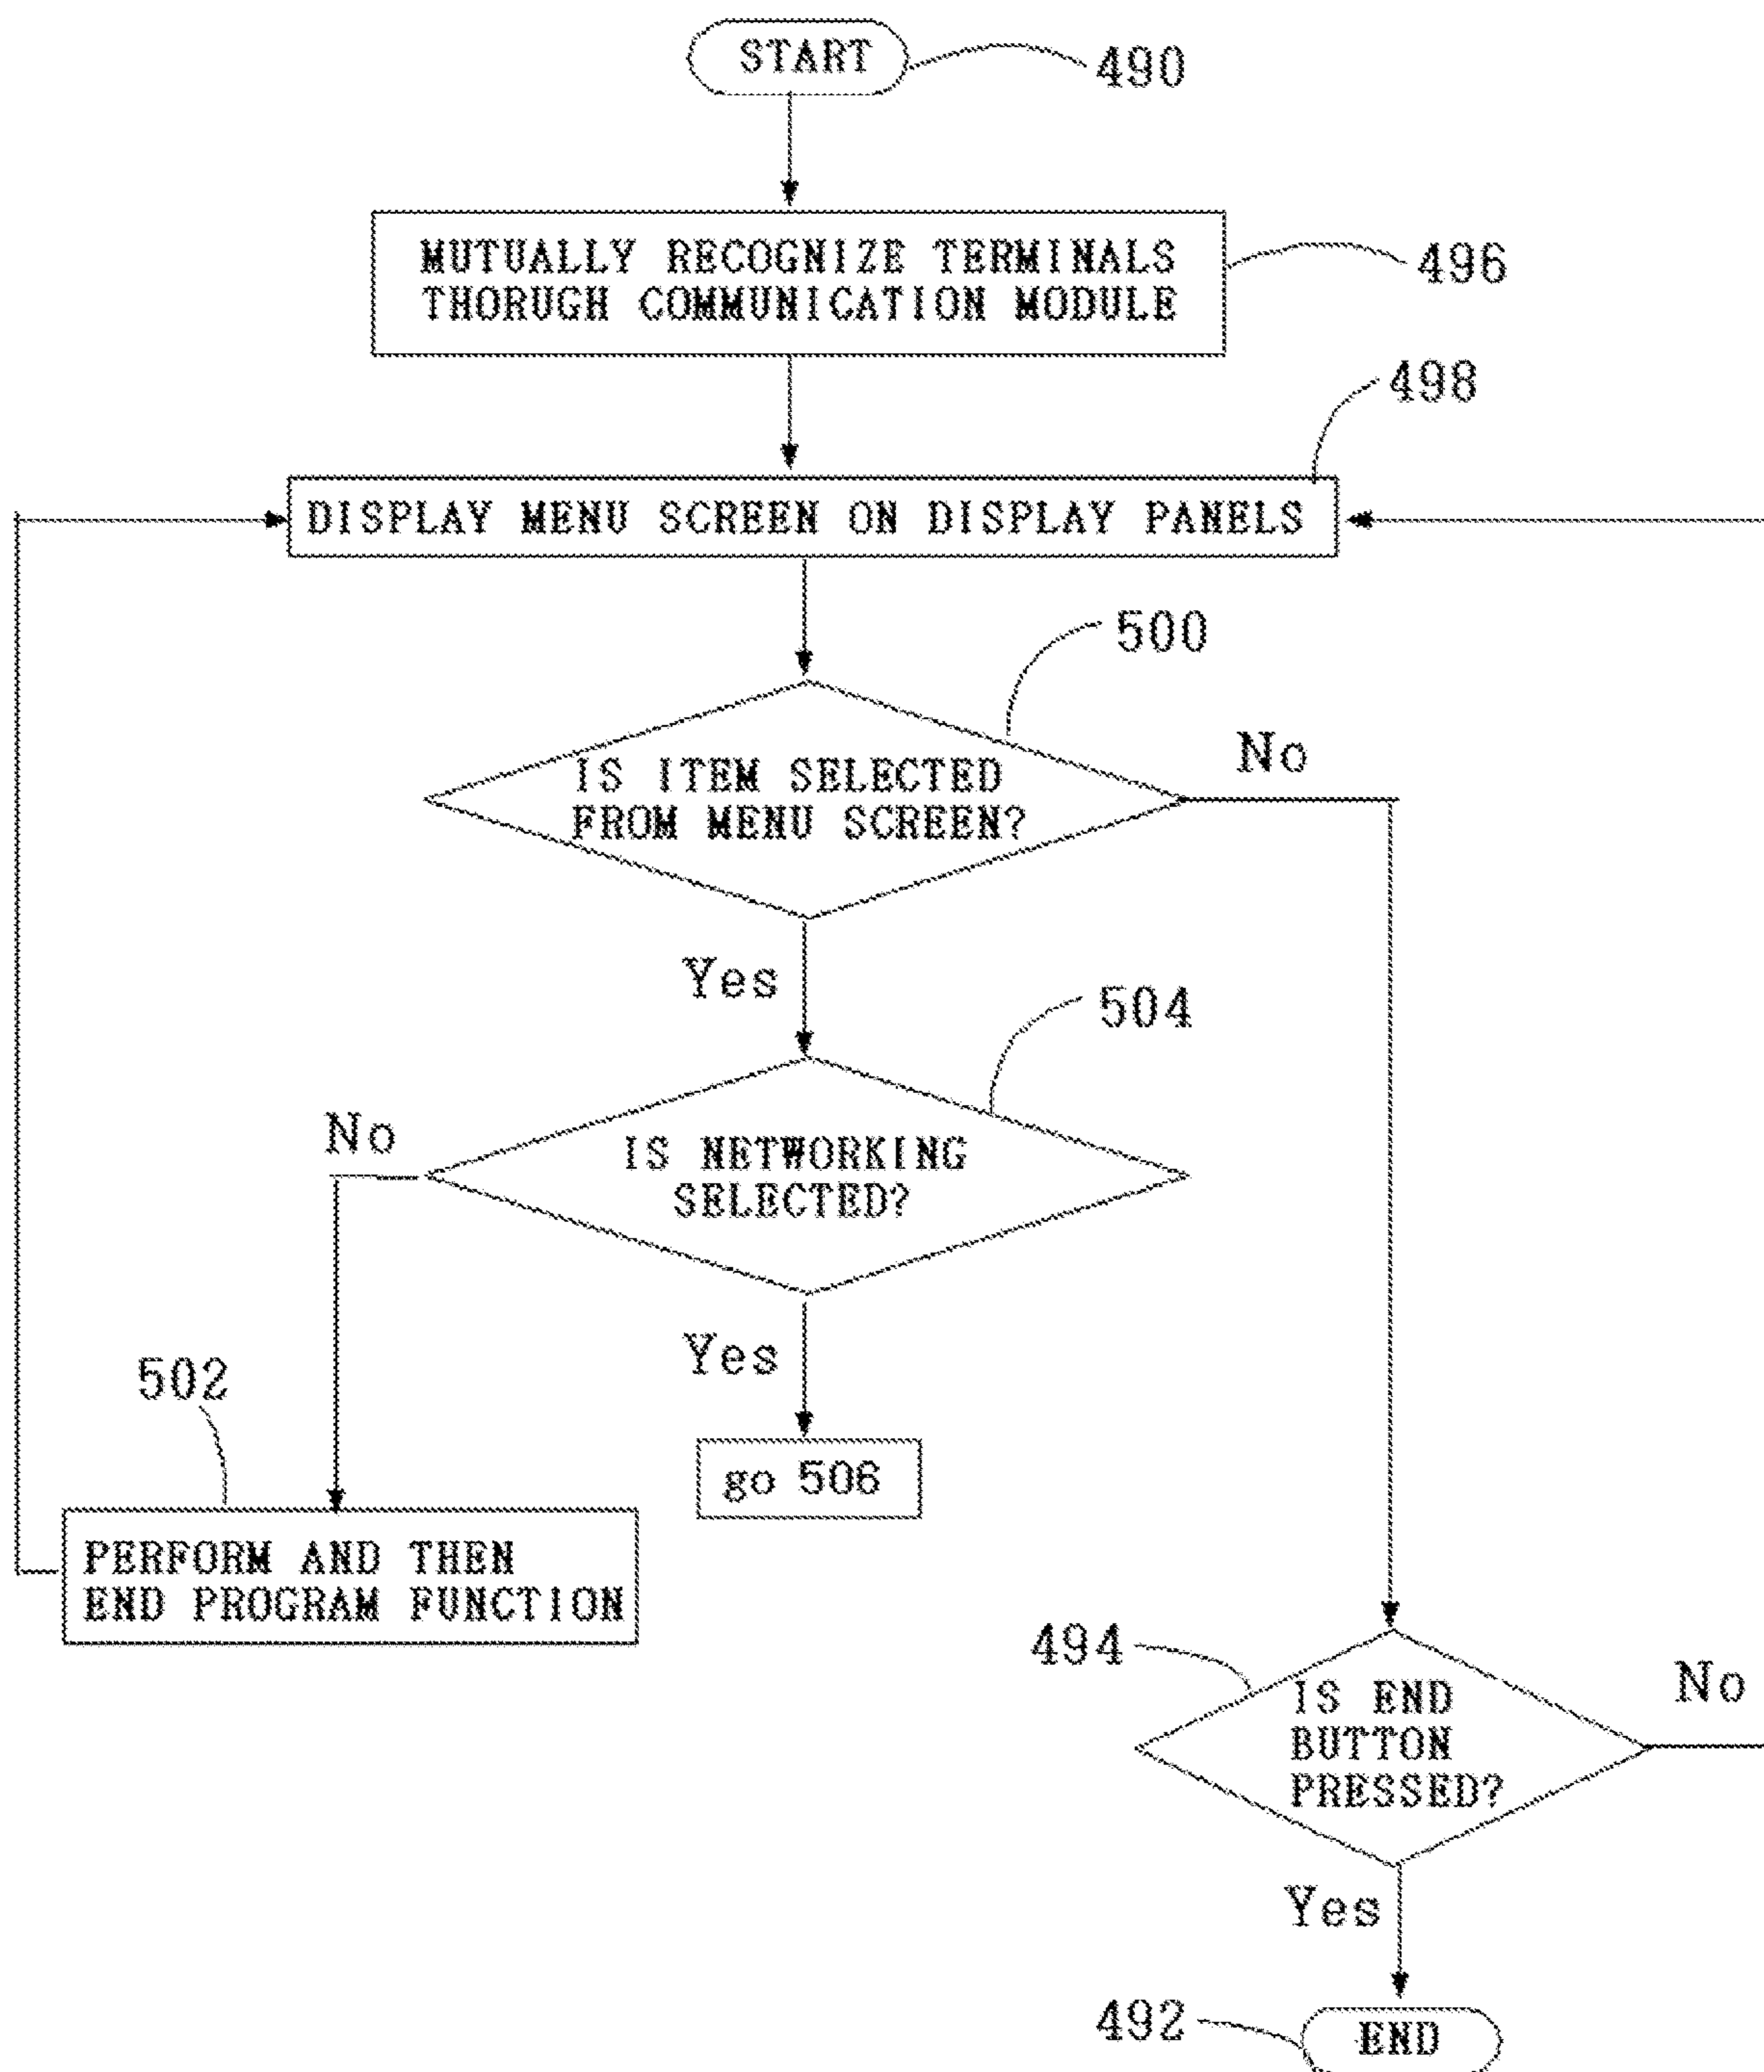 START
490
MUTUALLY RECOGNIZE TERMINALS
THORUGH COMMUNICATION MODULE
496
498
DISPLAY MENU SCREEN ON DISPLAY PANELS
500
IS ITEM SELECTED
FROM MENU SCREEN?
No
Yes
504
No
IS NETWORKING
SELECTED?
Yes
502
go 506
PERFORM AND THEN
END PROGRAM FUNCTION
494
IS END
BUTTON
PRESSED?
No
Yes
492
END